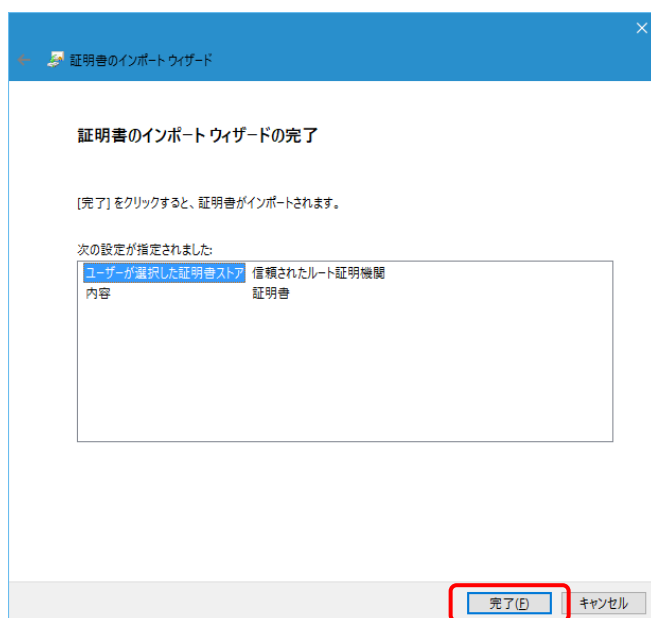 証明書のインポート ウィザード
証明書のインポート ウィザードの完了
[完了] をクリックすると、証明書がインポートされます。
次の設定が指定されました:
ユーザーが選択した証明書ストア 信頼されたルート証明機関
内容 証明書
完了(F) キャンセル